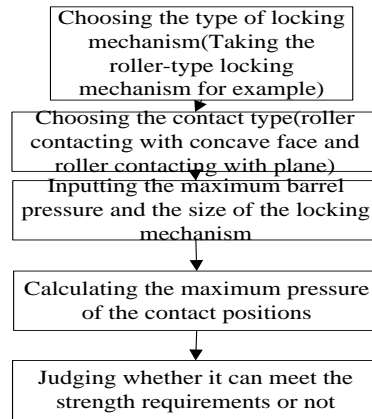 Choosing the type of locking
mechanism(Taking the
roller-type locking
mechanism for example)
Choosing the contact type(roller
contacting with concave face and
roller contacting with plane)
Inputting the maximum barrel
pressure and the size of the locking
mechanism
Calculating the maximum pressure
of the contact positions
Judging whether it can meet the
strength requirements or not